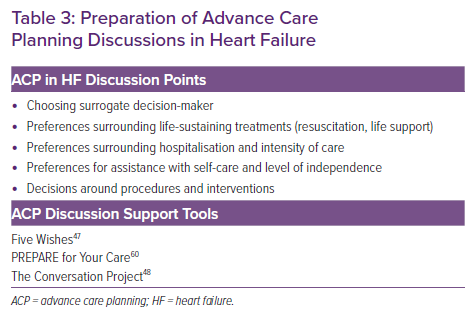 Table 3: Preparation of Advance Care
Planning Discussions in Heart Failure
ACP in HF Discussion Points
• Choosing surrogate decision-maker
• Preferences surrounding life-sustaining treatments (resuscitation, life support)
• Preferences surrounding hospitalisation and intensity of care
• Preferences for assistance with self-care and level of independence
• Decisions around procedures and interventions
ACP Discussion Support Tools
Five Wishes47
PREPARE for Your Care60
The Conversation Project48
ACP = advance care planning; HF = heart failure.